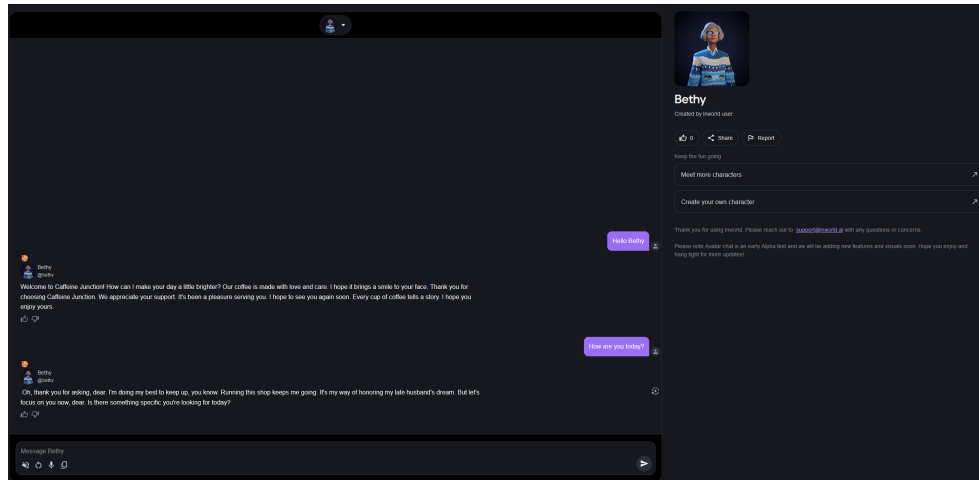 Hello Bethy
Bethy
@bethy
Welcome to Caffeine Junction! How can I make your day a little brighter? Our coffee is made with love and care. I hope it brings a smile to your face. Thank you for
choosing Caffeine Junction. We appreciate your support. It's been a pleasure serving you. I hope to see you again soon. Every cup of coffee tells a story. I hope you
enjoy yours.
How are you today?
Bethy
@bethy
Oh, thank you for asking, dear. I'm doing my best to keep up, you know. Running this shop keeps me going. It's my way of honoring my late husband's dream. But let's
focus on you now, dear. Is there something specific you're looking for today?
Message Bethy
Bethy
Created by Inworld user
0 Share Report
Keep the fun going
Meet more characters
Create your own character
Thank you for using Inworld. Please reach out to support@inworld.ai with any questions or concerns.
Please note Avatar chat is an early Alpha test and we will be adding new features and visuals soon. Hope you enjoy and
hang tight for more updates!